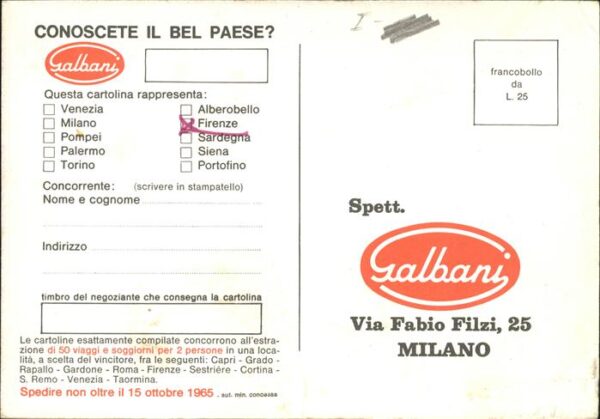 CONOSCETE IL BEL PAESE?
Galbani
Questa cartolina rappresenta:
Venezia
Milano
Pompei
Palermo
Torino
Alberobello
Firenze
Sardegna
Siena
Portofino
Concorrente: (scrivere in stampatello)
Nome e cognome
Indirizzo
timbro del negoziante che consegna la cartolina
Le cartoline esattamente compilate concorrono all'estra-
zione di 50 viaggi e soggiorni per 2 persone in una loca-
lità, a scelta del vincitore, fra le seguenti: Capri - Grado -
Rapallo - Gardone - Roma - Firenze - Sestrière - Cortina -
S. Remo - Venezia - Taormina.
Spedire non oltre il 15 ottobre 1965 - aut. min. concessa
I -
francobollo
da
L. 25
Spett.
Galbani
Via Fabio Filzi, 25
MILANO